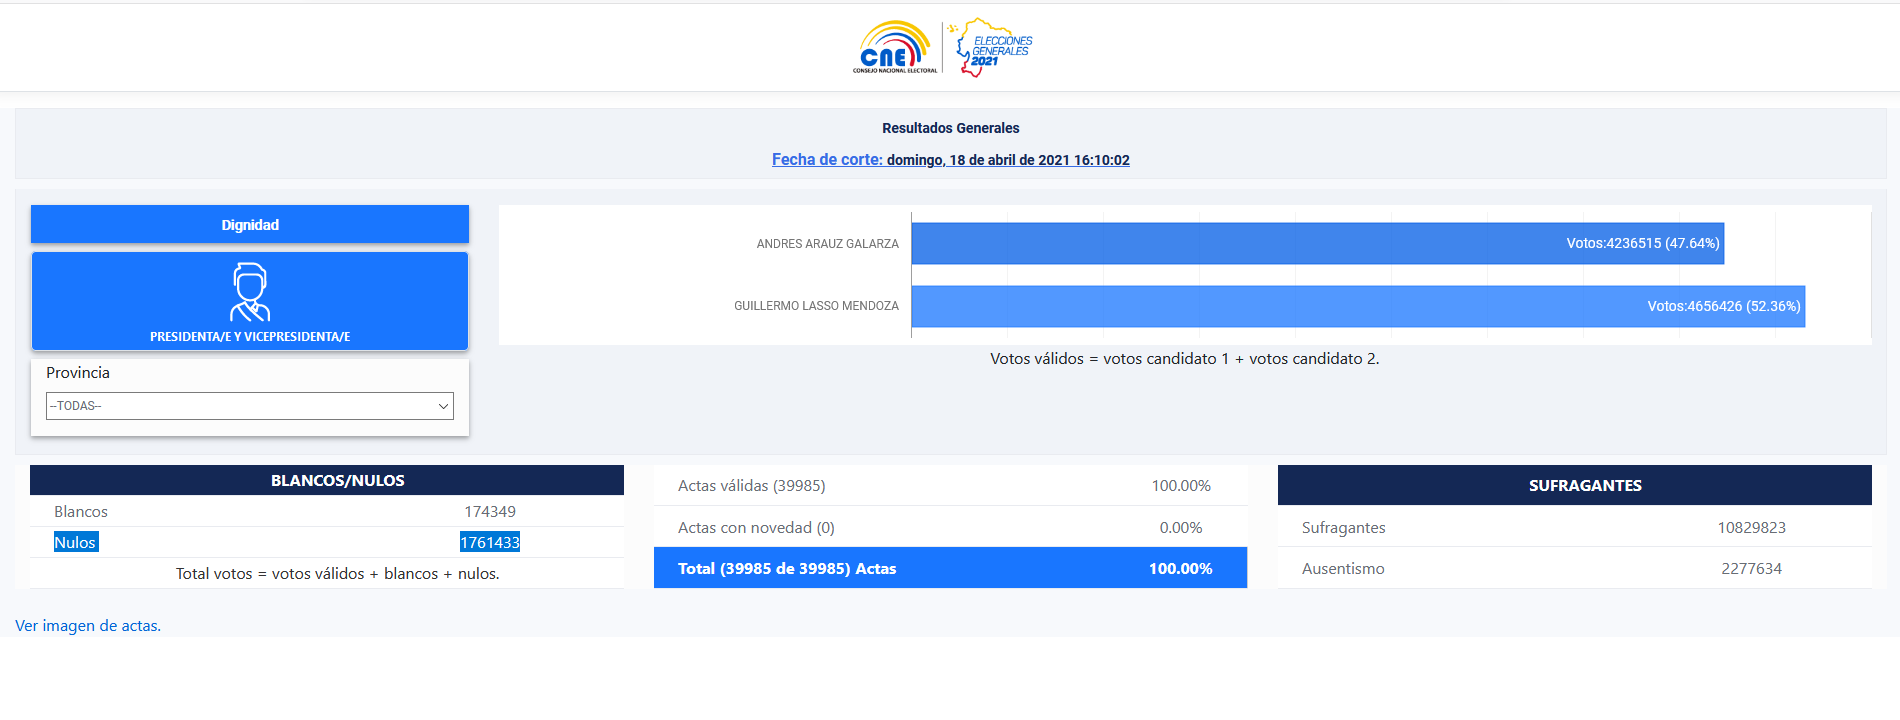 CNE
CONSEJO NACIONAL ELECTORAL
ELECCIONES
GENERALES
2021
Resultados Generales
Fecha de corte: domingo, 18 de abril de 2021 16:10:02
Dignidad
PRESIDENTA/E Y VICEPRESIDENTA/E
Provincia
--TODAS--
ANDRES ARAUZ GALARZA
Votos:4236515 (47.64%)
GUILLERMO LASSO MENDOZA
Votos:4656426 (52.36%)
Votos válidos = votos candidato 1 + votos candidato 2.
BLANCOS/NULOS
Blancos 174349
Nulos 1761433
Total votos = votos válidos + blancos + nulos.
Actas válidas (39985) 100.00%
Actas con novedad (0) 0.00%
Total (39985 de 39985) Actas 100.00%
SUFRAGANTES
Sufragantes 10829823
Ausentismo 2277634
Ver imagen de actas.